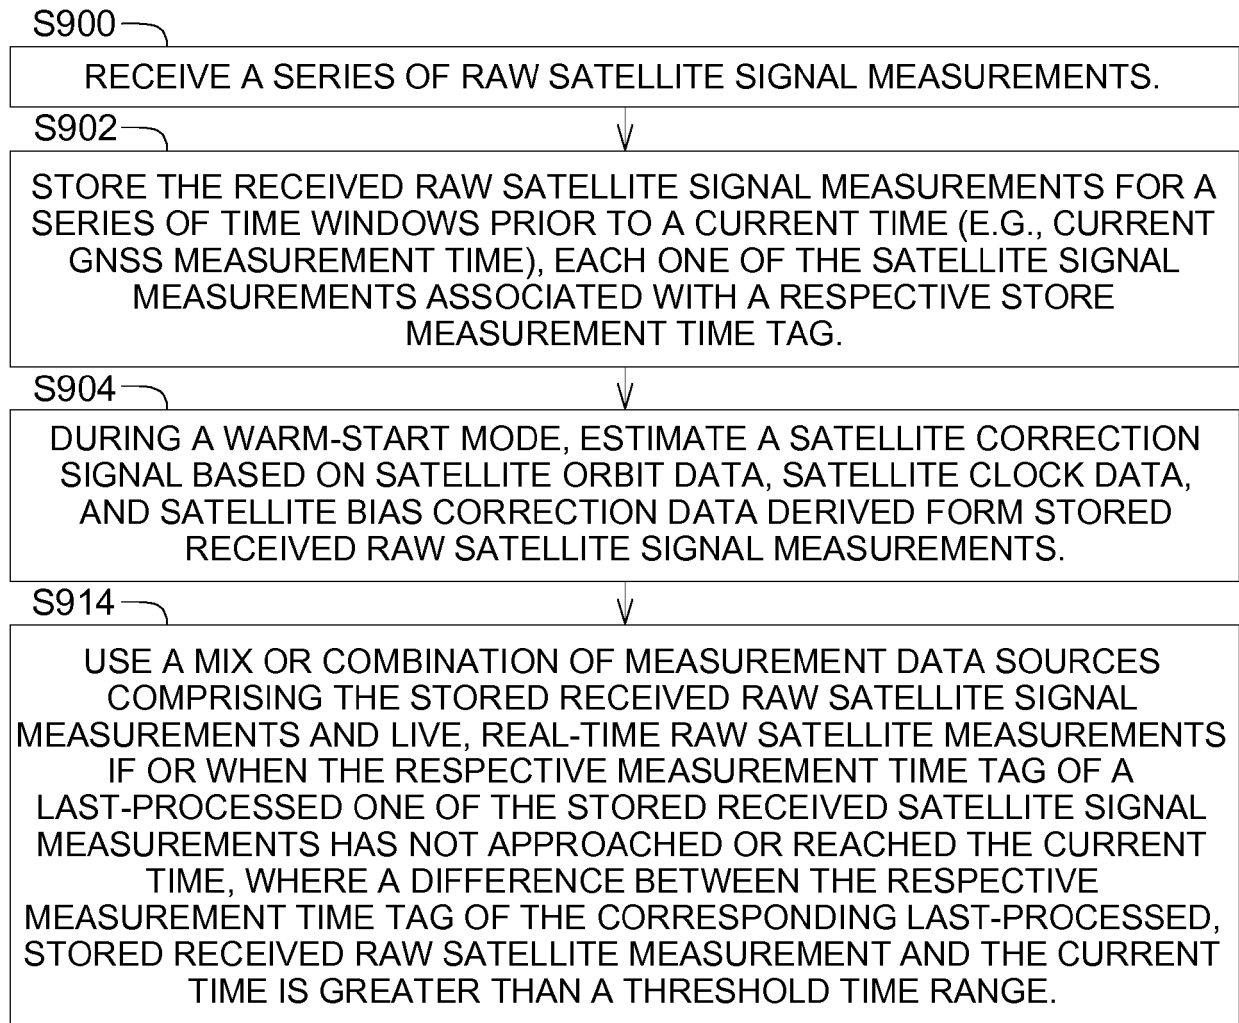 S900
RECEIVE A SERIES OF RAW SATELLITE SIGNAL MEASUREMENTS.
S902
STORE THE RECEIVED RAW SATELLITE SIGNAL MEASUREMENTS FOR A
SERIES OF TIME WINDOWS PRIOR TO A CURRENT TIME (E.G., CURRENT
GNSS MEASUREMENT TIME), EACH ONE OF THE SATELLITE SIGNAL
MEASUREMENTS ASSOCIATED WITH A RESPECTIVE STORE
MEASUREMENT TIME TAG.
S904
DURING A WARM-START MODE, ESTIMATE A SATELLITE CORRECTION
SIGNAL BASED ON SATELLITE ORBIT DATA, SATELLITE CLOCK DATA,
AND SATELLITE BIAS CORRECTION DATA DERIVED FORM STORED
RECEIVED RAW SATELLITE SIGNAL MEASUREMENTS.
S914
USE A MIX OR COMBINATION OF MEASUREMENT DATA SOURCES
COMPRISING THE STORED RECEIVED RAW SATELLITE SIGNAL
MEASUREMENTS AND LIVE, REAL-TIME RAW SATELLITE MEASUREMENTS
IF OR WHEN THE RESPECTIVE MEASUREMENT TIME TAG OF A
LAST-PROCESSED ONE OF THE STORED RECEIVED SATELLITE SIGNAL
MEASUREMENTS HAS NOT APPROACHED OR REACHED THE CURRENT
TIME, WHERE A DIFFERENCE BETWEEN THE RESPECTIVE
MEASUREMENT TIME TAG OF THE CORRESPONDING LAST-PROCESSED,
STORED RECEIVED RAW SATELLITE MEASUREMENT AND THE CURRENT
TIME IS GREATER THAN A THRESHOLD TIME RANGE.